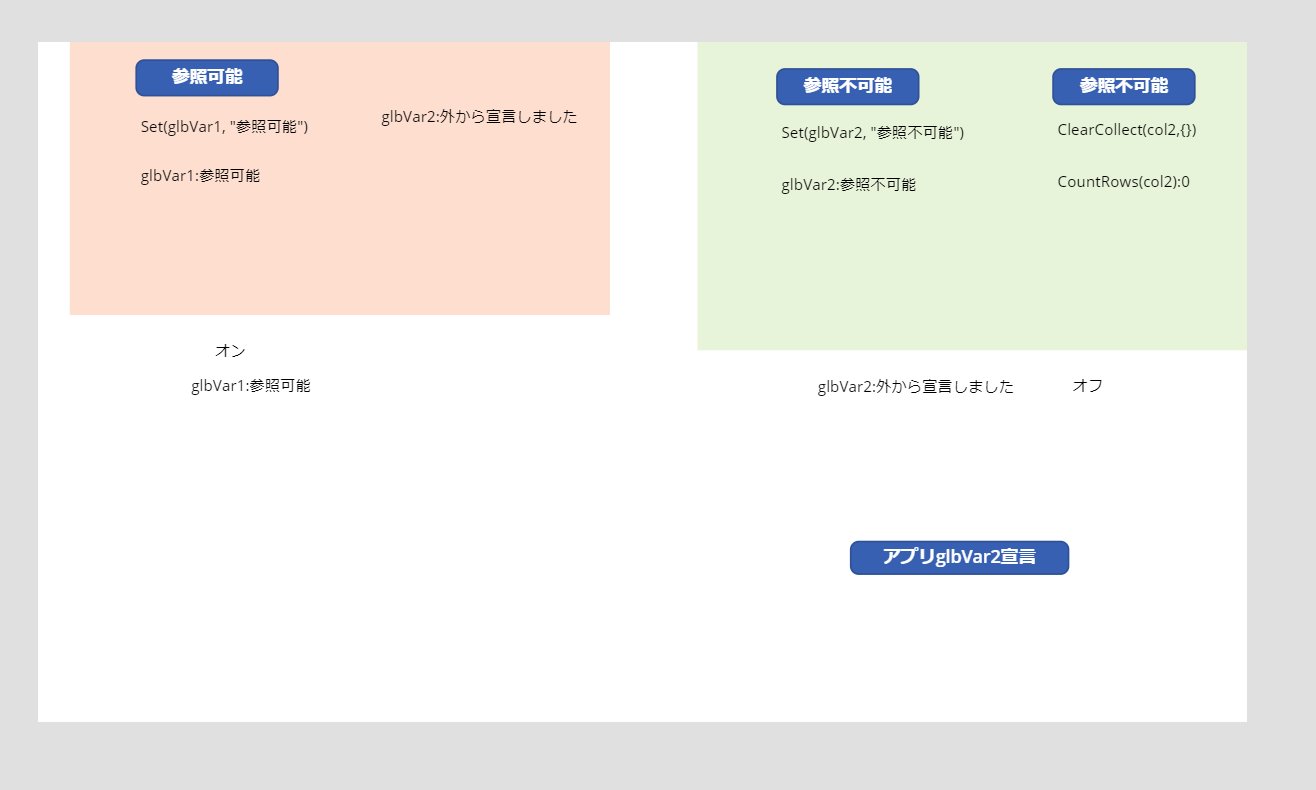 参照可能
Set(glbVar1, "参照可能")
glbVar1:参照可能
glbVar2:外から宣言しました
オン
glbVar1:参照可能
参照不可能
Set(glbVar2, "参照不可能")
glbVar2:参照不可能
参照不可能
ClearCollect(col2,{})
CountRows(col2):0
glbVar2:外から宣言しました
オフ
アプリglbVar2宣言